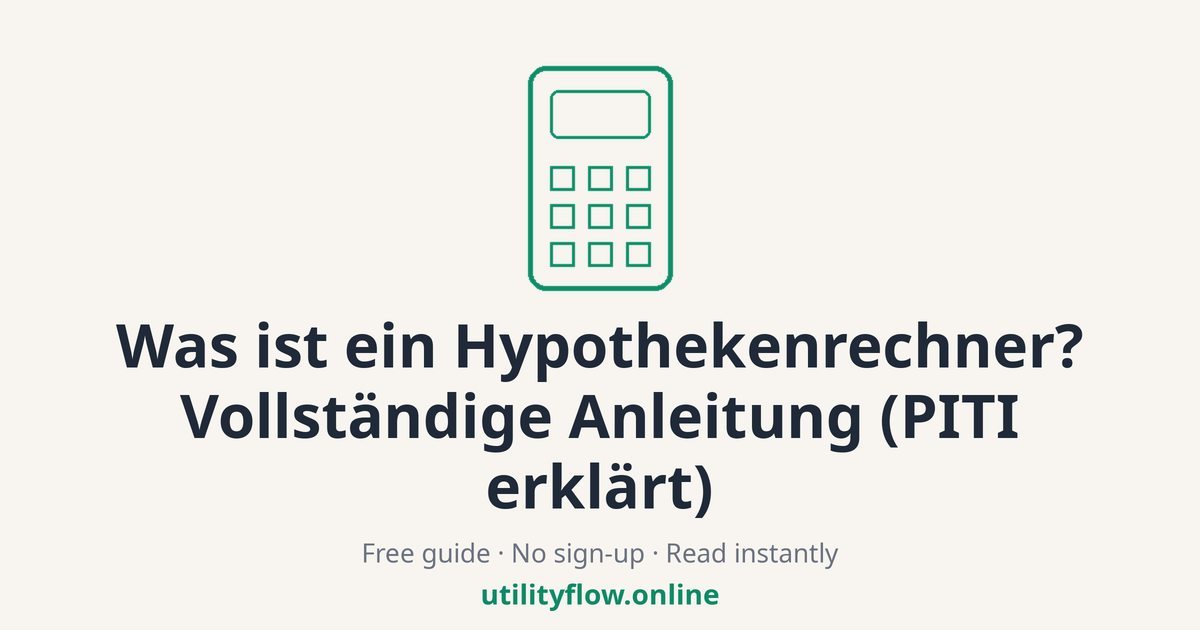 Was ist ein Hypothekenrechner?
Vollständige Anleitung (PITI
erklärt)
Free guide · No sign-up · Read instantly
utilityflow.online